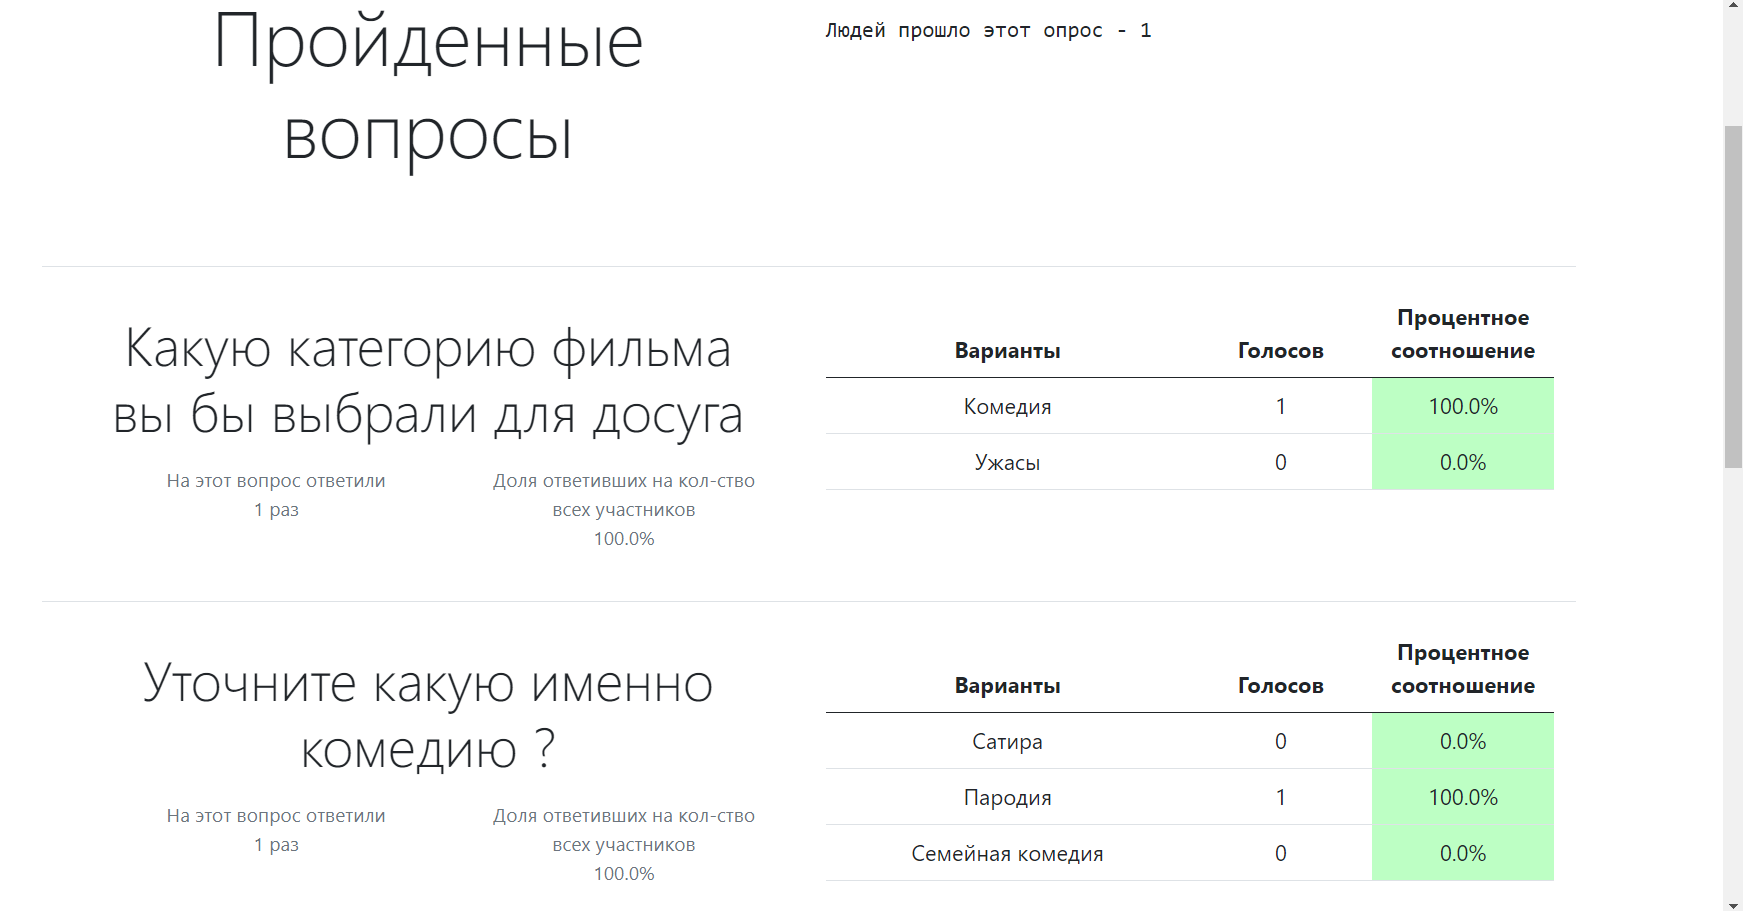 Пройденные
вопросы
Людей прошло этот опрос - 1
Какую категорию фильма
вы бы выбрали для досуга
На этот вопрос ответили
1 раз
Доля ответивших на кол-ство
всех участников
100.0%
Варианты Голосов Процентное
соотношение
Комедия 1 100.0%
Ужасы 0 0.0%
Уточните какую именно
комедию ?
На этот вопрос ответили
1 раз
Доля ответивших на кол-ство
всех участников
100.0%
Варианты Голосов Процентное
соотношение
Сатира 0 0.0%
Пародия 1 100.0%
Семейная комедия 0 0.0%